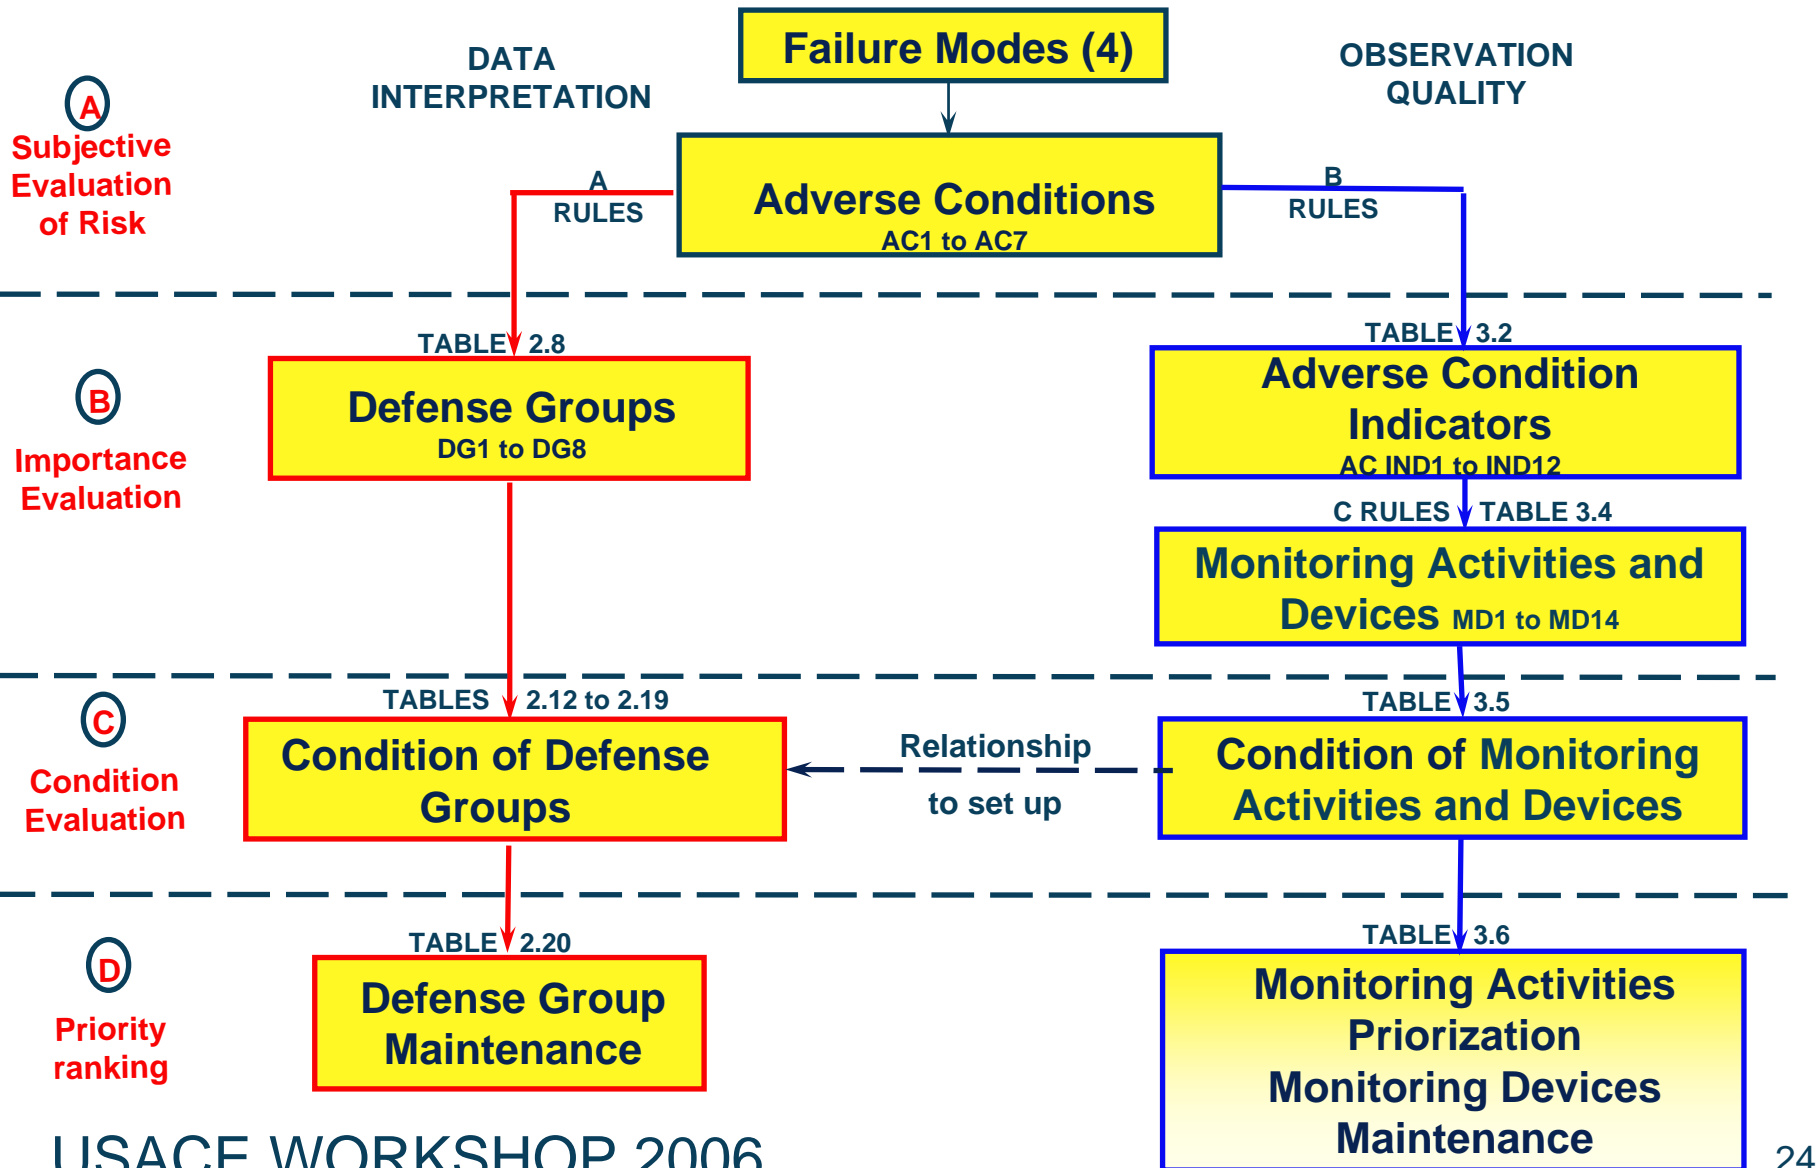 Failure Modes (4)
DATA
INTERPRETATION
OBSERVATION
QUALITY
A
Subjective
Evaluation
of Risk
A
RULES
Adverse Conditions
AC1 to AC7
B
RULES
TABLE 2.8
TABLE 3.2
B
Importance
Evaluation
Defense Groups
DG1 to DG8
Adverse Condition
Indicators
AC IND1 to IND12
C RULES TABLE 3.4
Monitoring Activities and
Devices MD1 to MD14
TABLES 2.12 to 2.19
TABLE 3.5
C
Condition
Evaluation
Condition of Defense
Groups
Relationship
to set up
Condition of Monitoring
Activities and Devices
TABLE 2.20
TABLE 3.6
D
Priority
ranking
Defense Group
Maintenance
Monitoring Activities
Priorization
Monitoring Devices
Maintenance
USACE WORKSHOP 2006
24